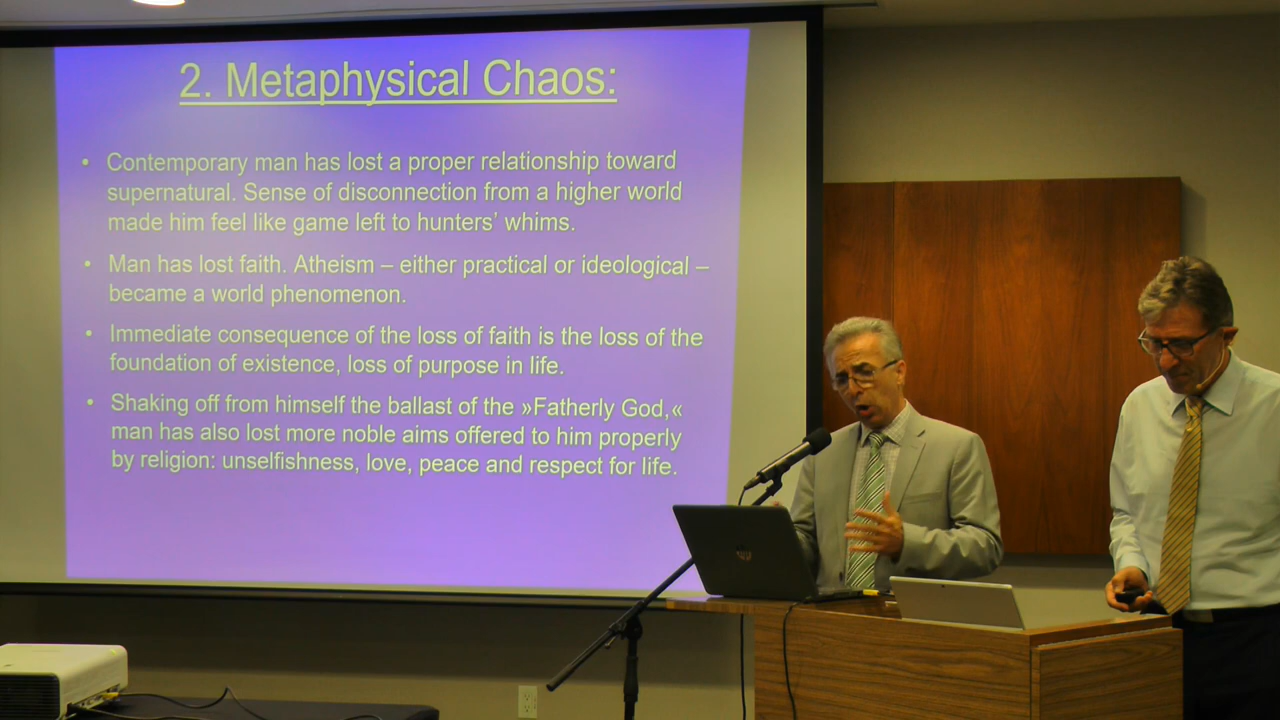 2. Metaphysical Chaos:
• Contemporary man has lost a proper relationship toward
supernatural. Sense of disconnection from a higher world
made him feel like game left to hunters’ whims.
• Man has lost faith. Atheism – either practical or ideological –
became a world phenomenon.
• Immediate consequence of the loss of faith is the loss of the
foundation of existence, loss of purpose in life.
• Shaking off from himself the ballast of the »Fatherly God,«
man has also lost more noble aims offered to him properly
by religion: unselfishness, love, peace and respect for life.